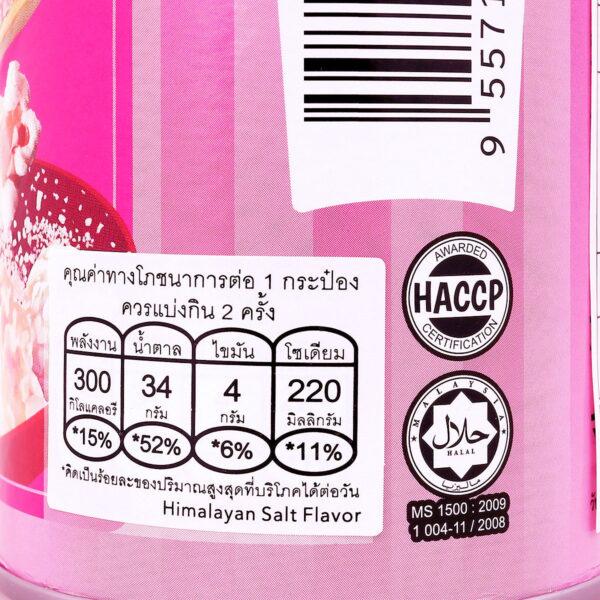 9 5571
AWARDED
HACCP
CERTIFICATION
คุณค่าทางโภชนาการต่อ 1 กระป๋อง
ควรแบ่งกิน 2 ครั้ง
พลังงาน น้ำตาล ไขมัน โซเดียม
300 34 4 220
กิโลแคลอรี กรัม กรัม มิลลิกรัม
*15% *52% *6% *11%
*คิดเป็นร้อยละของปริมาณสูงสุดที่บริโภคได้ต่อวัน
Himalayan Salt Flavor
MALAYSIA
حلال
HALAL
ماليزيا
MS 1500 : 2009
1 004-11 / 2008